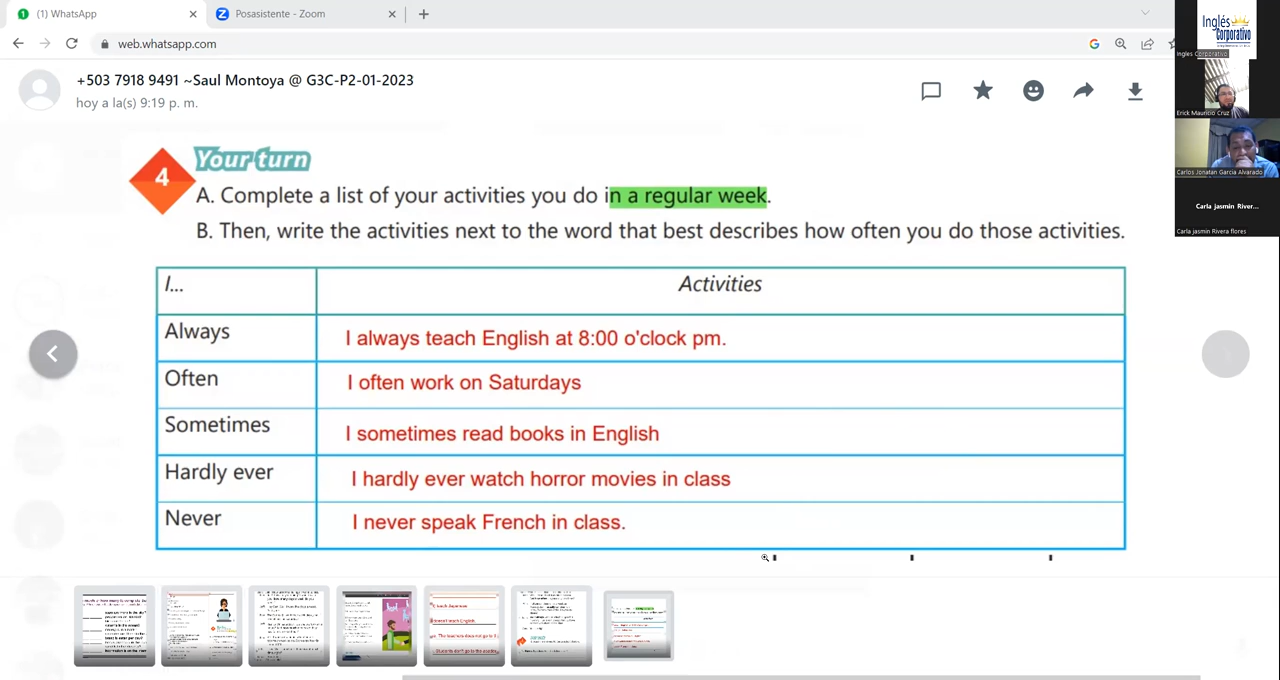 (1) WhatsApp
Posasistente - Zoom
web.whatsapp.com
+503 7918 9491 ~Saul Montoya @ G3C-P2-01-2023
hoy a la(s) 9:19 p. m.
Inglés
Corporativo
Ingles Corporativo
Erick Mauricio Cruz
Carlos Jonatan Garcia Alvarado
Carla jasmin River...
Carla jasmin Rivera flores
4 Your turn
A. Complete a list of your activities you do in a regular week.
B. Then, write the activities next to the word that best describes how often you do those activities.
I... Activities
Always I always teach English at 8:00 o'clock pm.
Often I often work on Saturdays
Sometimes I sometimes read books in English
Hardly ever I hardly ever watch horror movies in class
Never I never speak French in class.